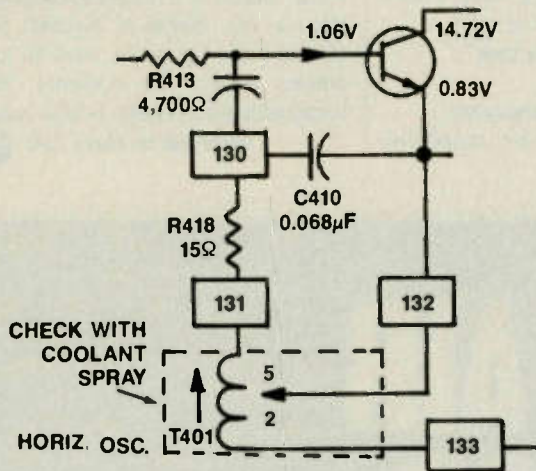 1.06V
14.72V
R413
4,700Ω
0.83V
130
C410
0.068μF
R418
15Ω
131
132
CHECK WITH
COOLANT
SPRAY
5
2
HORIZ. OSC.
T401
133